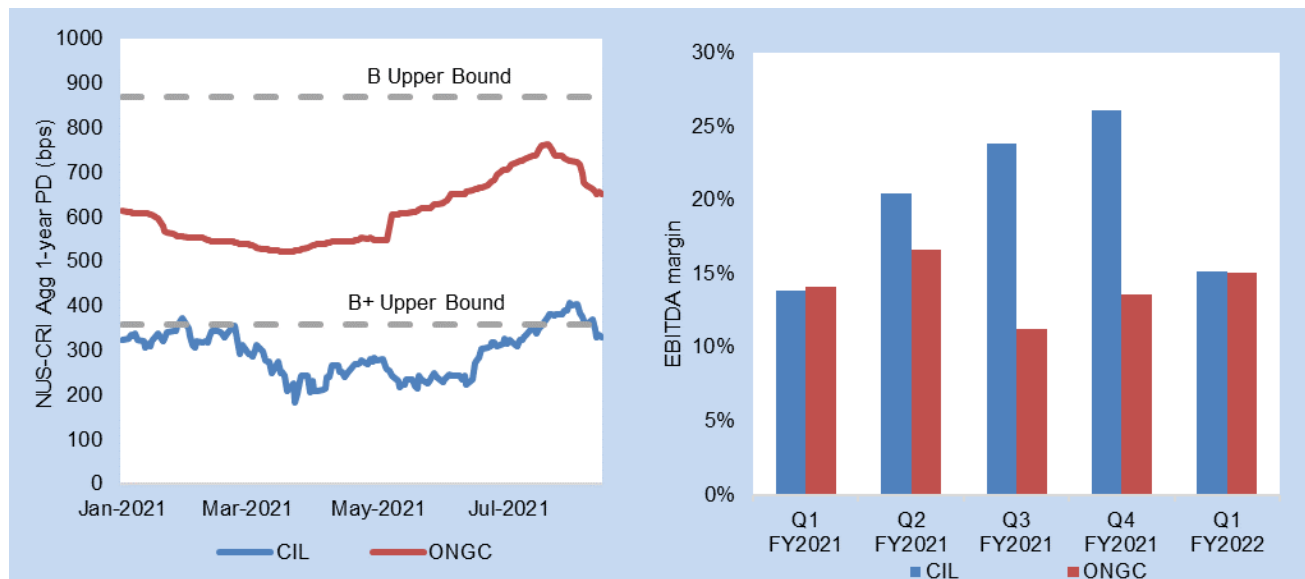 NUS-CRI Agg 1-year PD (bps)
1000
900
800
700
600
500
400
300
200
100
0
B Upper Bound
B+ Upper Bound
Jan-2021 Mar-2021 May-2021 Jul-2021
CIL ONGC
EBITDA margin
30%
25%
20%
15%
10%
5%
0%
Q1 Q2 Q3 Q4 Q1
FY2021 FY2021 FY2021 FY2021 FY2022
CIL ONGC